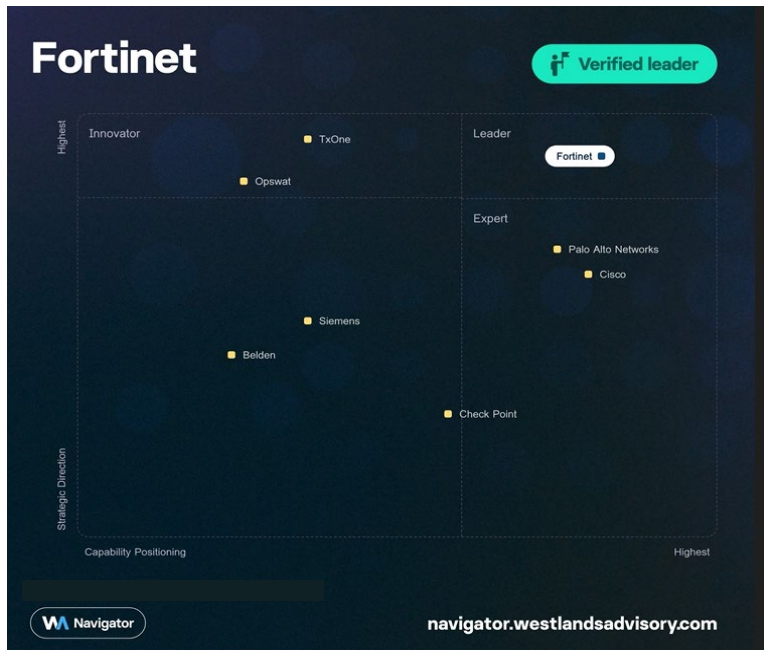 Fortinet
Verified leader
Highest
Innovator
TxOne
Leader
Fortinet
Opswat
Expert
Palo Alto Networks
Cisco
Siemens
Belden
Check Point
Strategic Direction
Capability Positioning
Highest
WA Navigator
navigator.westlandsadvisory.com